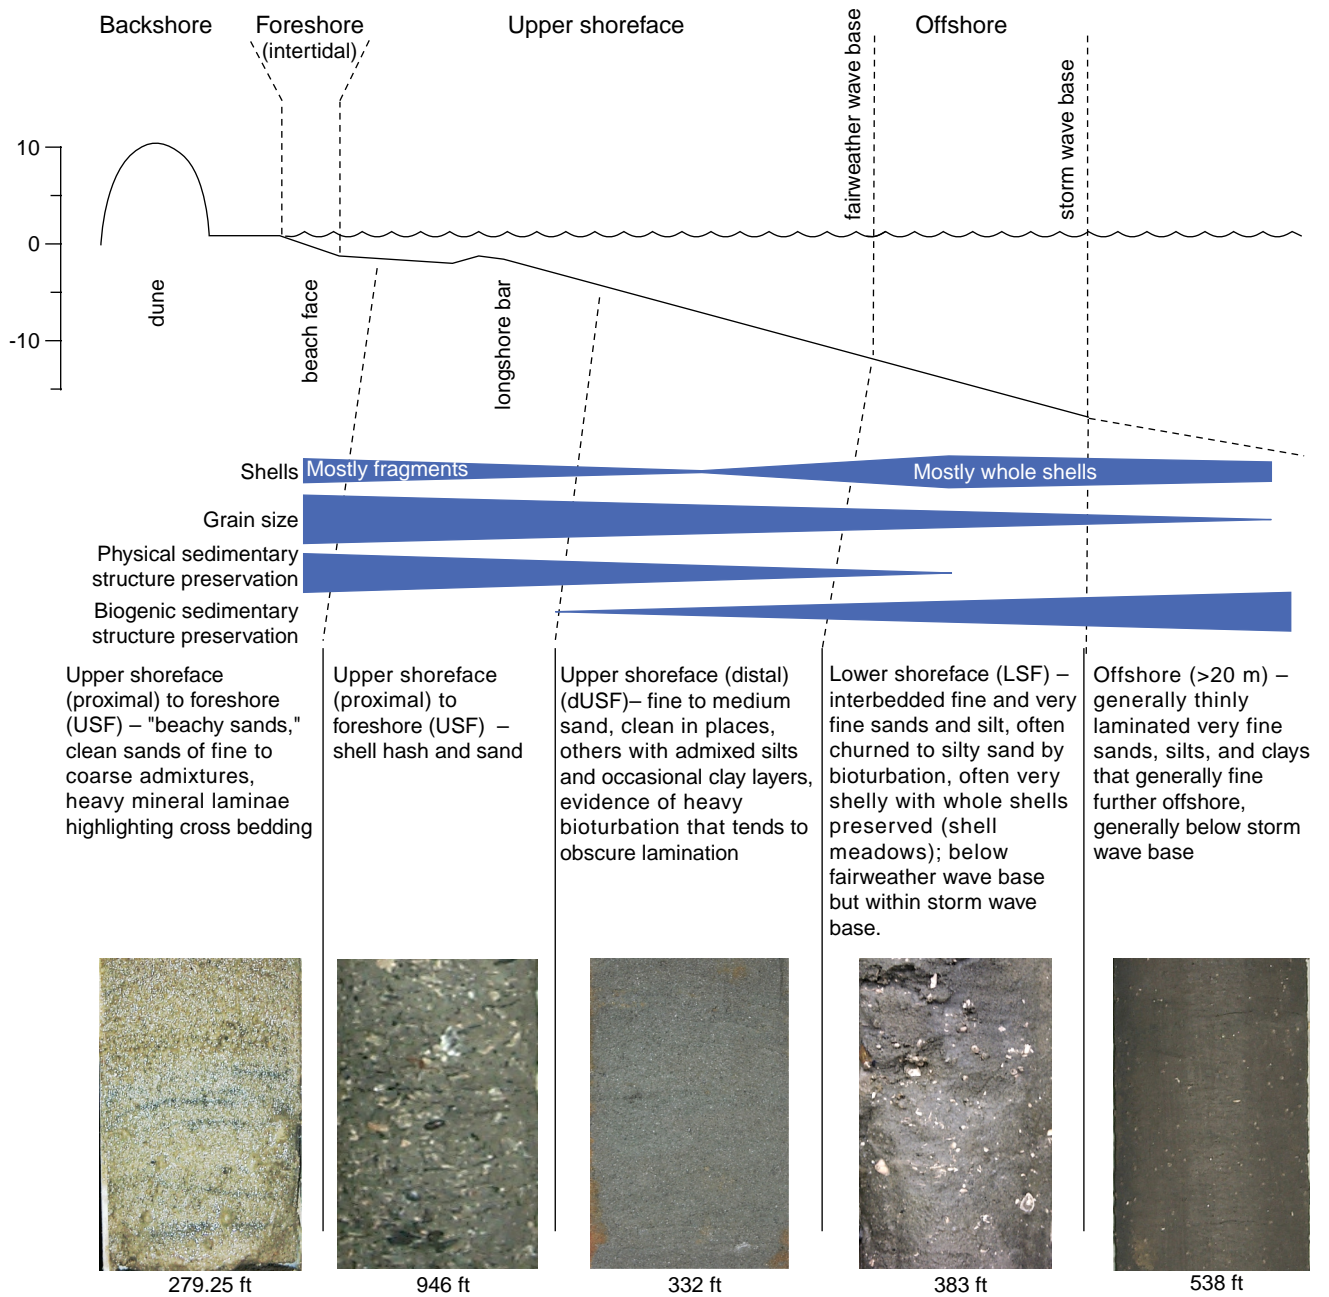 Backshore
Foreshore
(intertidal)
Upper shoreface
fairweather wave base
Offshore
storm wave base
10
0
-10
dune
beach face
longshore bar
Shells
Mostly fragments
Mostly whole shells
Grain size
Physical sedimentary
structure preservation
Biogenic sedimentary
structure preservation
Upper shoreface
(proximal) to foreshore
(USF) – "beachy sands,"
clean sands of fine to
coarse admixtures,
heavy mineral laminae
highlighting cross bedding
Upper shoreface
(proximal) to
foreshore (USF) –
shell hash and sand
Upper shoreface (distal)
(dUSF)– fine to medium
sand, clean in places,
others with admixed silts
and occasional clay layers,
evidence of heavy
bioturbation that tends to
obscure lamination
Lower shoreface (LSF) –
interbedded fine and very
fine sands and silt, often
churned to silty sand by
bioturbation, often very
shelly with whole shells
preserved (shell
meadows); below
fairweather wave base
but within storm wave
base.
Offshore (>20 m) –
generally thinly
laminated very fine
sands, silts, and clays
that generally fine
further offshore,
generally below storm
wave base
279.25 ft
946 ft
332 ft
383 ft
538 ft